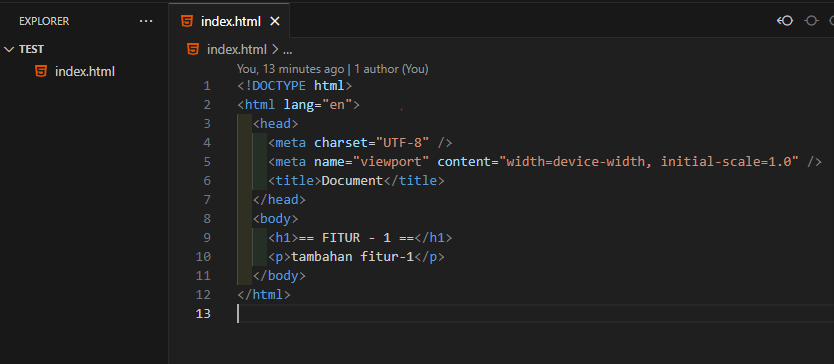 EXPLORER ...
index.html
TEST
index.html
index.html > ...
You, 13 minutes ago | 1 author (You)
1 <!DOCTYPE html>
2 <html lang="en">
3 <head>
4 <meta charset="UTF-8" />
5 <meta name="viewport" content="width=device-width, initial-scale=1.0" />
6 <title>Document</title>
7 </head>
8 <body>
9 <h1>== FITUR - 1 ==</h1>
10 <p>tambahan fitur-1</p>
11 </body>
12 </html>
13